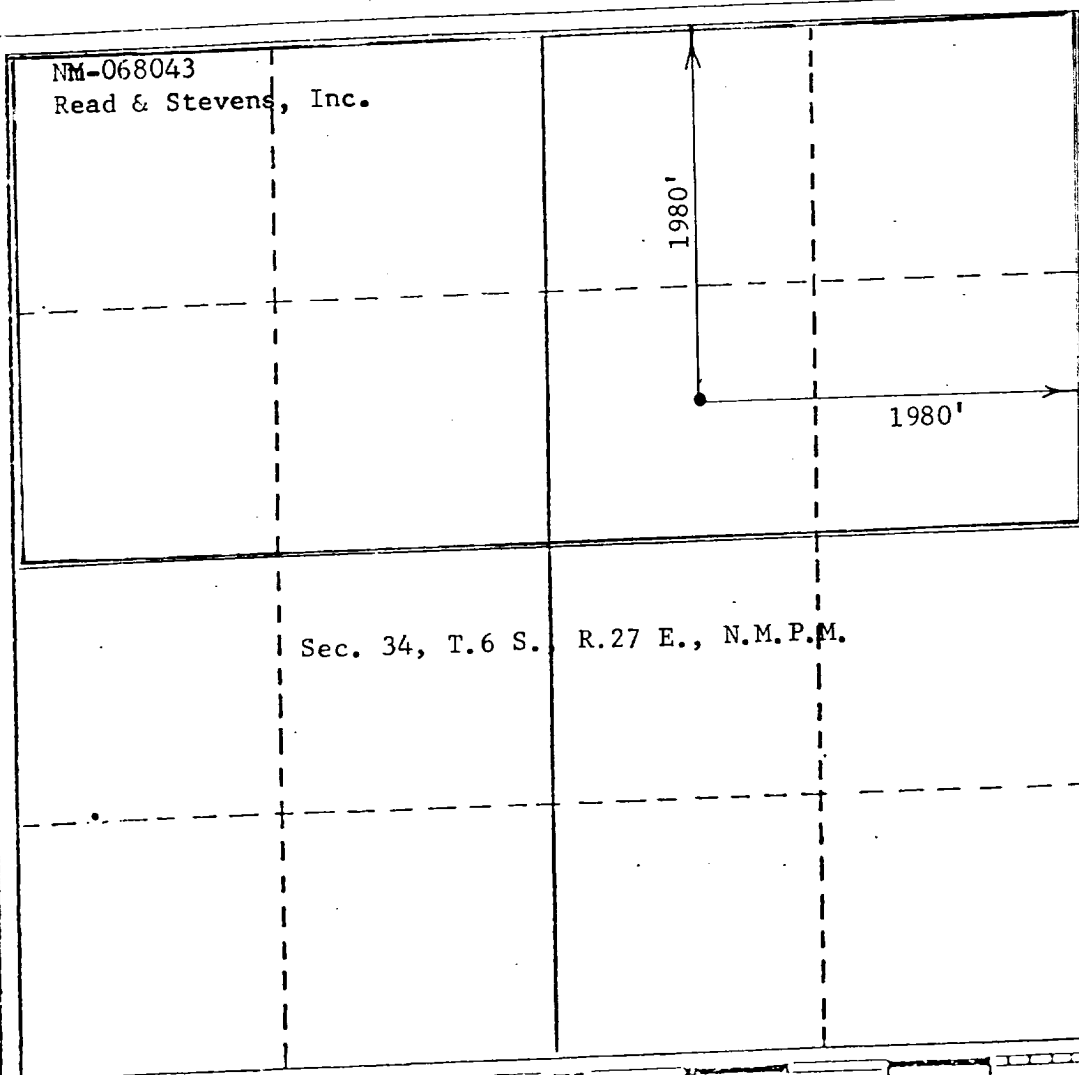 NM-068043
Read & Stevens, Inc.
1980'
1980'
Sec. 34, T.6 S., R.27 E., N.M.P.M.